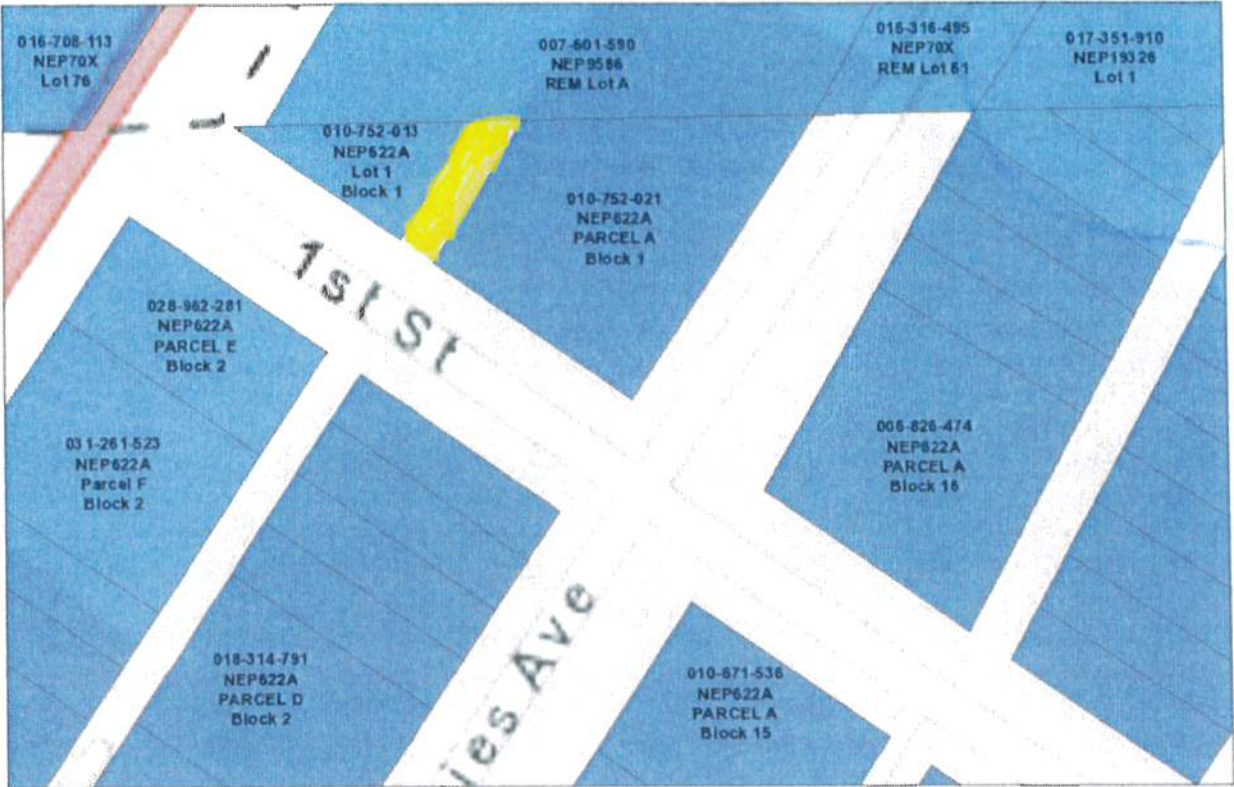 016-708-113
NEP70X
Lot 76
007-601-590
NEP9586
REM Lot A
016-316-495
NEP70X
REM Lot 61
017-351-910
NEP19326
Lot 1
010-752-013
NEP622A
Lot 1
Block 1
010-752-021
NEP622A
PARCEL A
Block 1
1st St
028-962-281
NEP622A
PARCEL E
Block 2
031-261-523
NEP622A
Parcel F
Block 2
006-826-474
NEP622A
PARCEL A
Block 16
018-314-791
NEP622A
PARCEL D
Block 2
ies Ave
010-671-536
NEP622A
PARCEL A
Block 15